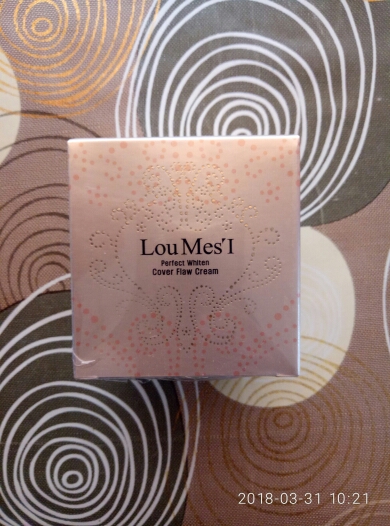 Lou Mes'I
Perfect Whiten
Cover Flaw Cream
2018-03-31 10:21